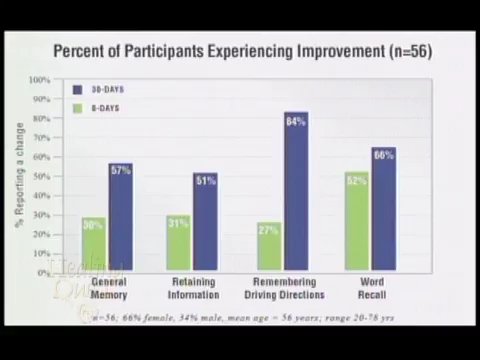 Percent of Participants Experiencing Improvement (n=56)
100%
90%
80%
70%
60%
50%
40%
30%
20%
10%
0%
% Reporting a change
30-DAYS
8-DAYS
30%
57%
31%
51%
27%
84%
52%
66%
General
Memory
Retaining
Information
Remembering
Driving Directions
Word
Recall
Healing
Quest
n=56; 66% female, 34% male, mean age = 56 years; range 20-78 yrs